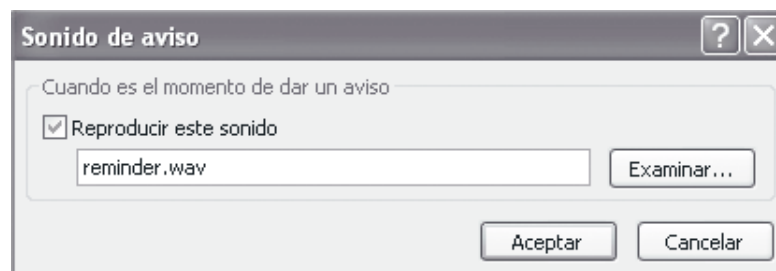 Sonido de aviso
Cuando es el momento de dar un aviso
Reproducir este sonido
reminder.wav
Examinar...
Aceptar
Cancelar